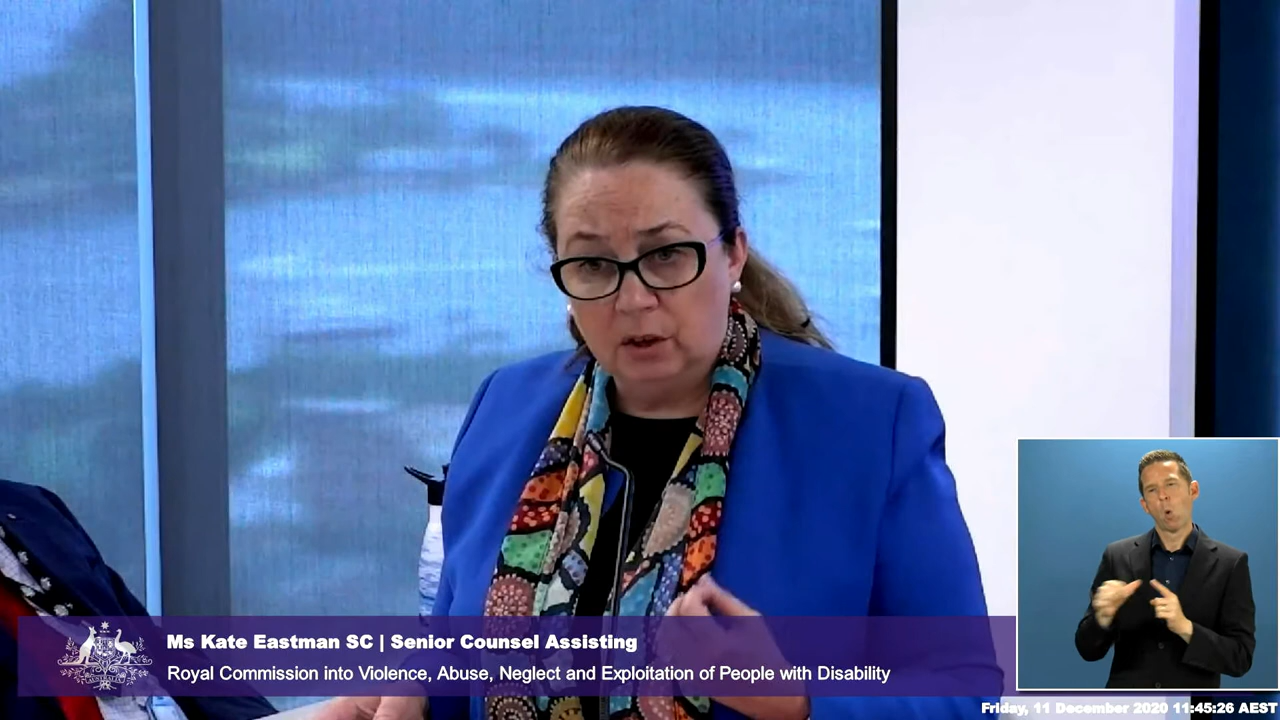 Ms Kate Eastman SC | Senior Counsel Assisting
Royal Commission into Violence, Abuse, Neglect and Exploitation of People with Disability
Friday, 11 December 2020 11:45:26 AEST